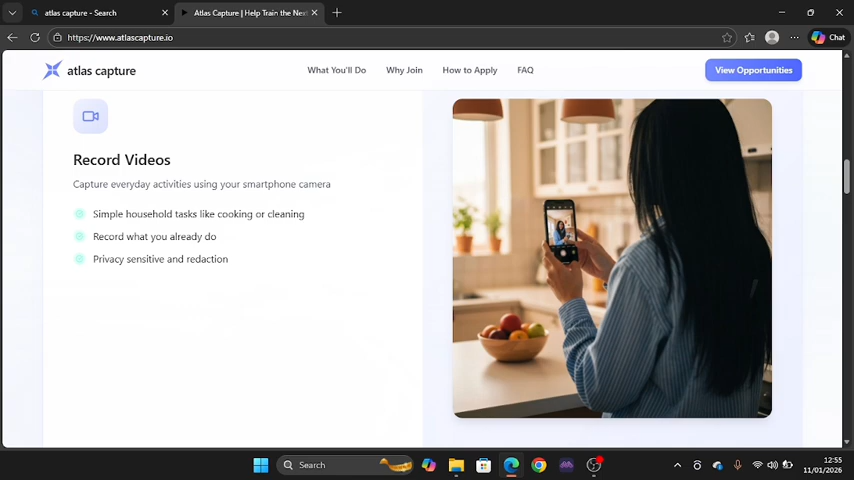 atlas capture - Search
Atlas Capture | Help Train the Nex
https://www.atlascapture.io
Chat
atlas capture
What You'll Do
Why Join
How to Apply
FAQ
View Opportunities
Record Videos
Capture everyday activities using your smartphone camera
Simple household tasks like cooking or cleaning
Record what you already do
Privacy sensitive and redaction
Search
12:55
11/01/2026